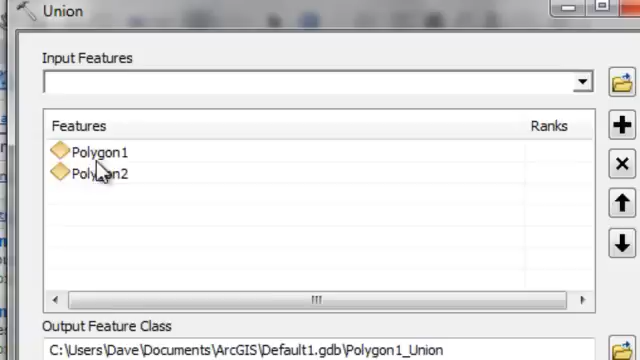 Union
Input Features
Features Ranks
Polygon1
Polygon2
Output Feature Class
C:\Users\Dave\Documents\ArcGIS\Default1.gdb\Polygon1_Union